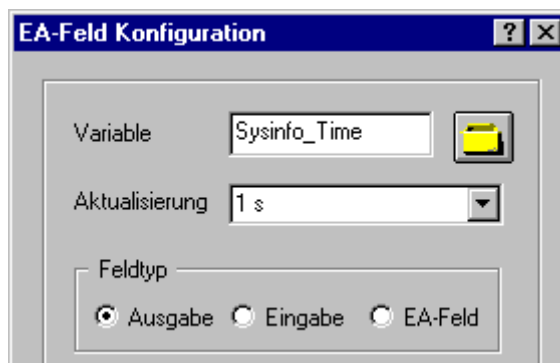 EA-Feld Konfiguration
Variable Sysinfo_Time
Aktualisierung 1 s
Feldtyp
Ausgabe Eingabe EA-Feld